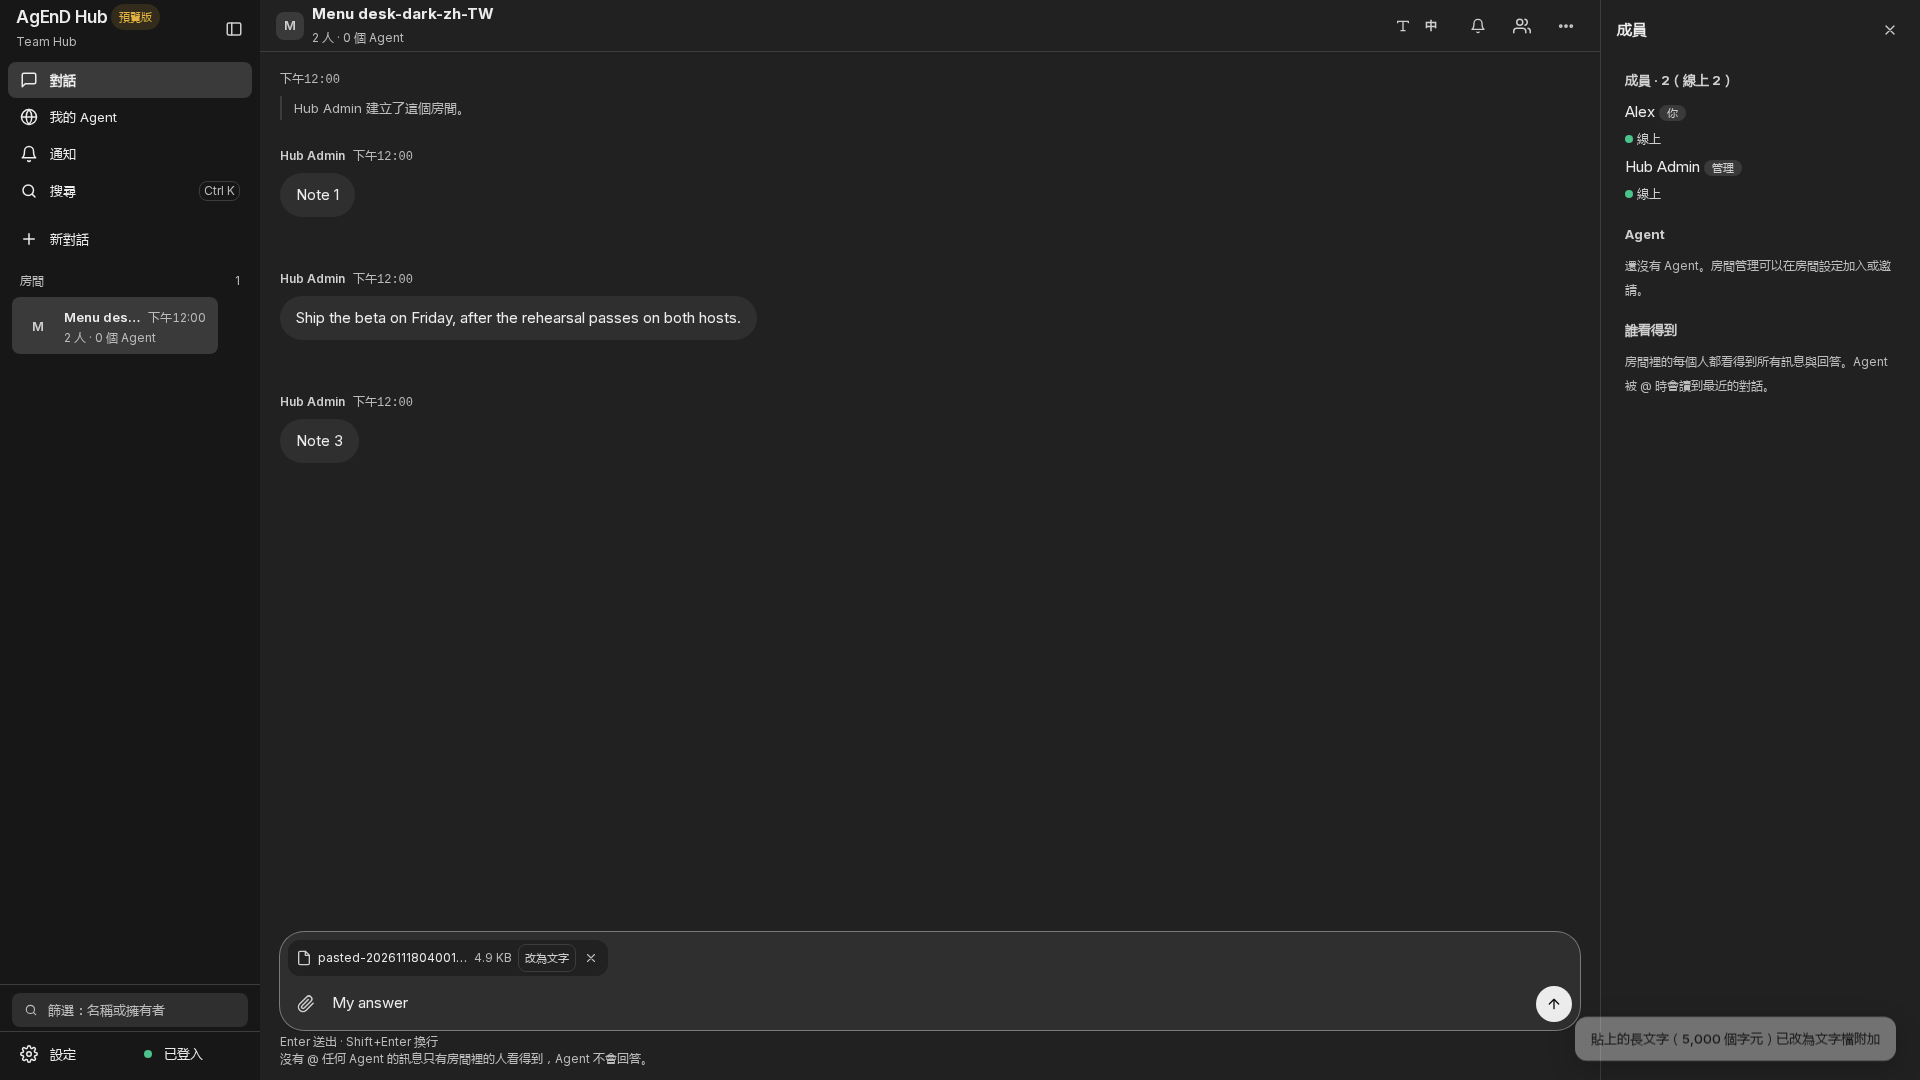 AgEnD Hub 預覽版
Team Hub
對話
我的 Agent
通知
搜尋 Ctrl K
新對話
房間 1
M Menu des… 下午12:00
2 人 · 0 個 Agent
篩選：名稱或擁有者
設定 已登入
M Menu desk-dark-zh-TW
2 人 · 0 個 Agent
中
下午12:00
Hub Admin 建立了這個房間。
Hub Admin 下午12:00
Note 1
Hub Admin 下午12:00
Ship the beta on Friday, after the rehearsal passes on both hosts.
Hub Admin 下午12:00
Note 3
pasted-2026111804001… 4.9 KB 改為文字
My answer
Enter 送出 · Shift+Enter 換行
沒有 @ 任何 Agent 的訊息只有房間裡的人看得到，Agent 不會回答。
成員
成員 · 2（線上 2）
Alex 你
線上
Hub Admin 管理
線上
Agent
還沒有 Agent。房間管理可以在房間設定加入或邀
請。
誰看得到
房間裡的每個人都看得到所有訊息與回答。Agent
被 @ 時會讀到最近的對話。
貼上的長文字（5,000 個字元）已改為文字檔附加